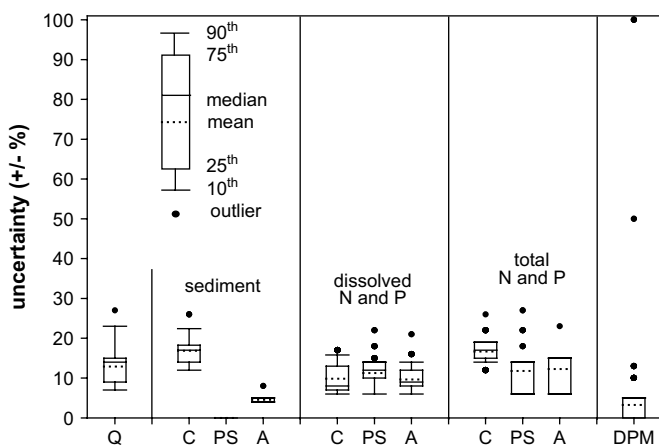 uncertainty (+/- %)
100
90
80
70
60
50
40
30
20
10
0
90th
75th
median
mean
25th
10th
outlier
sediment
dissolved
N and P
total
N and P
Q C PS A C PS A C PS A DPM